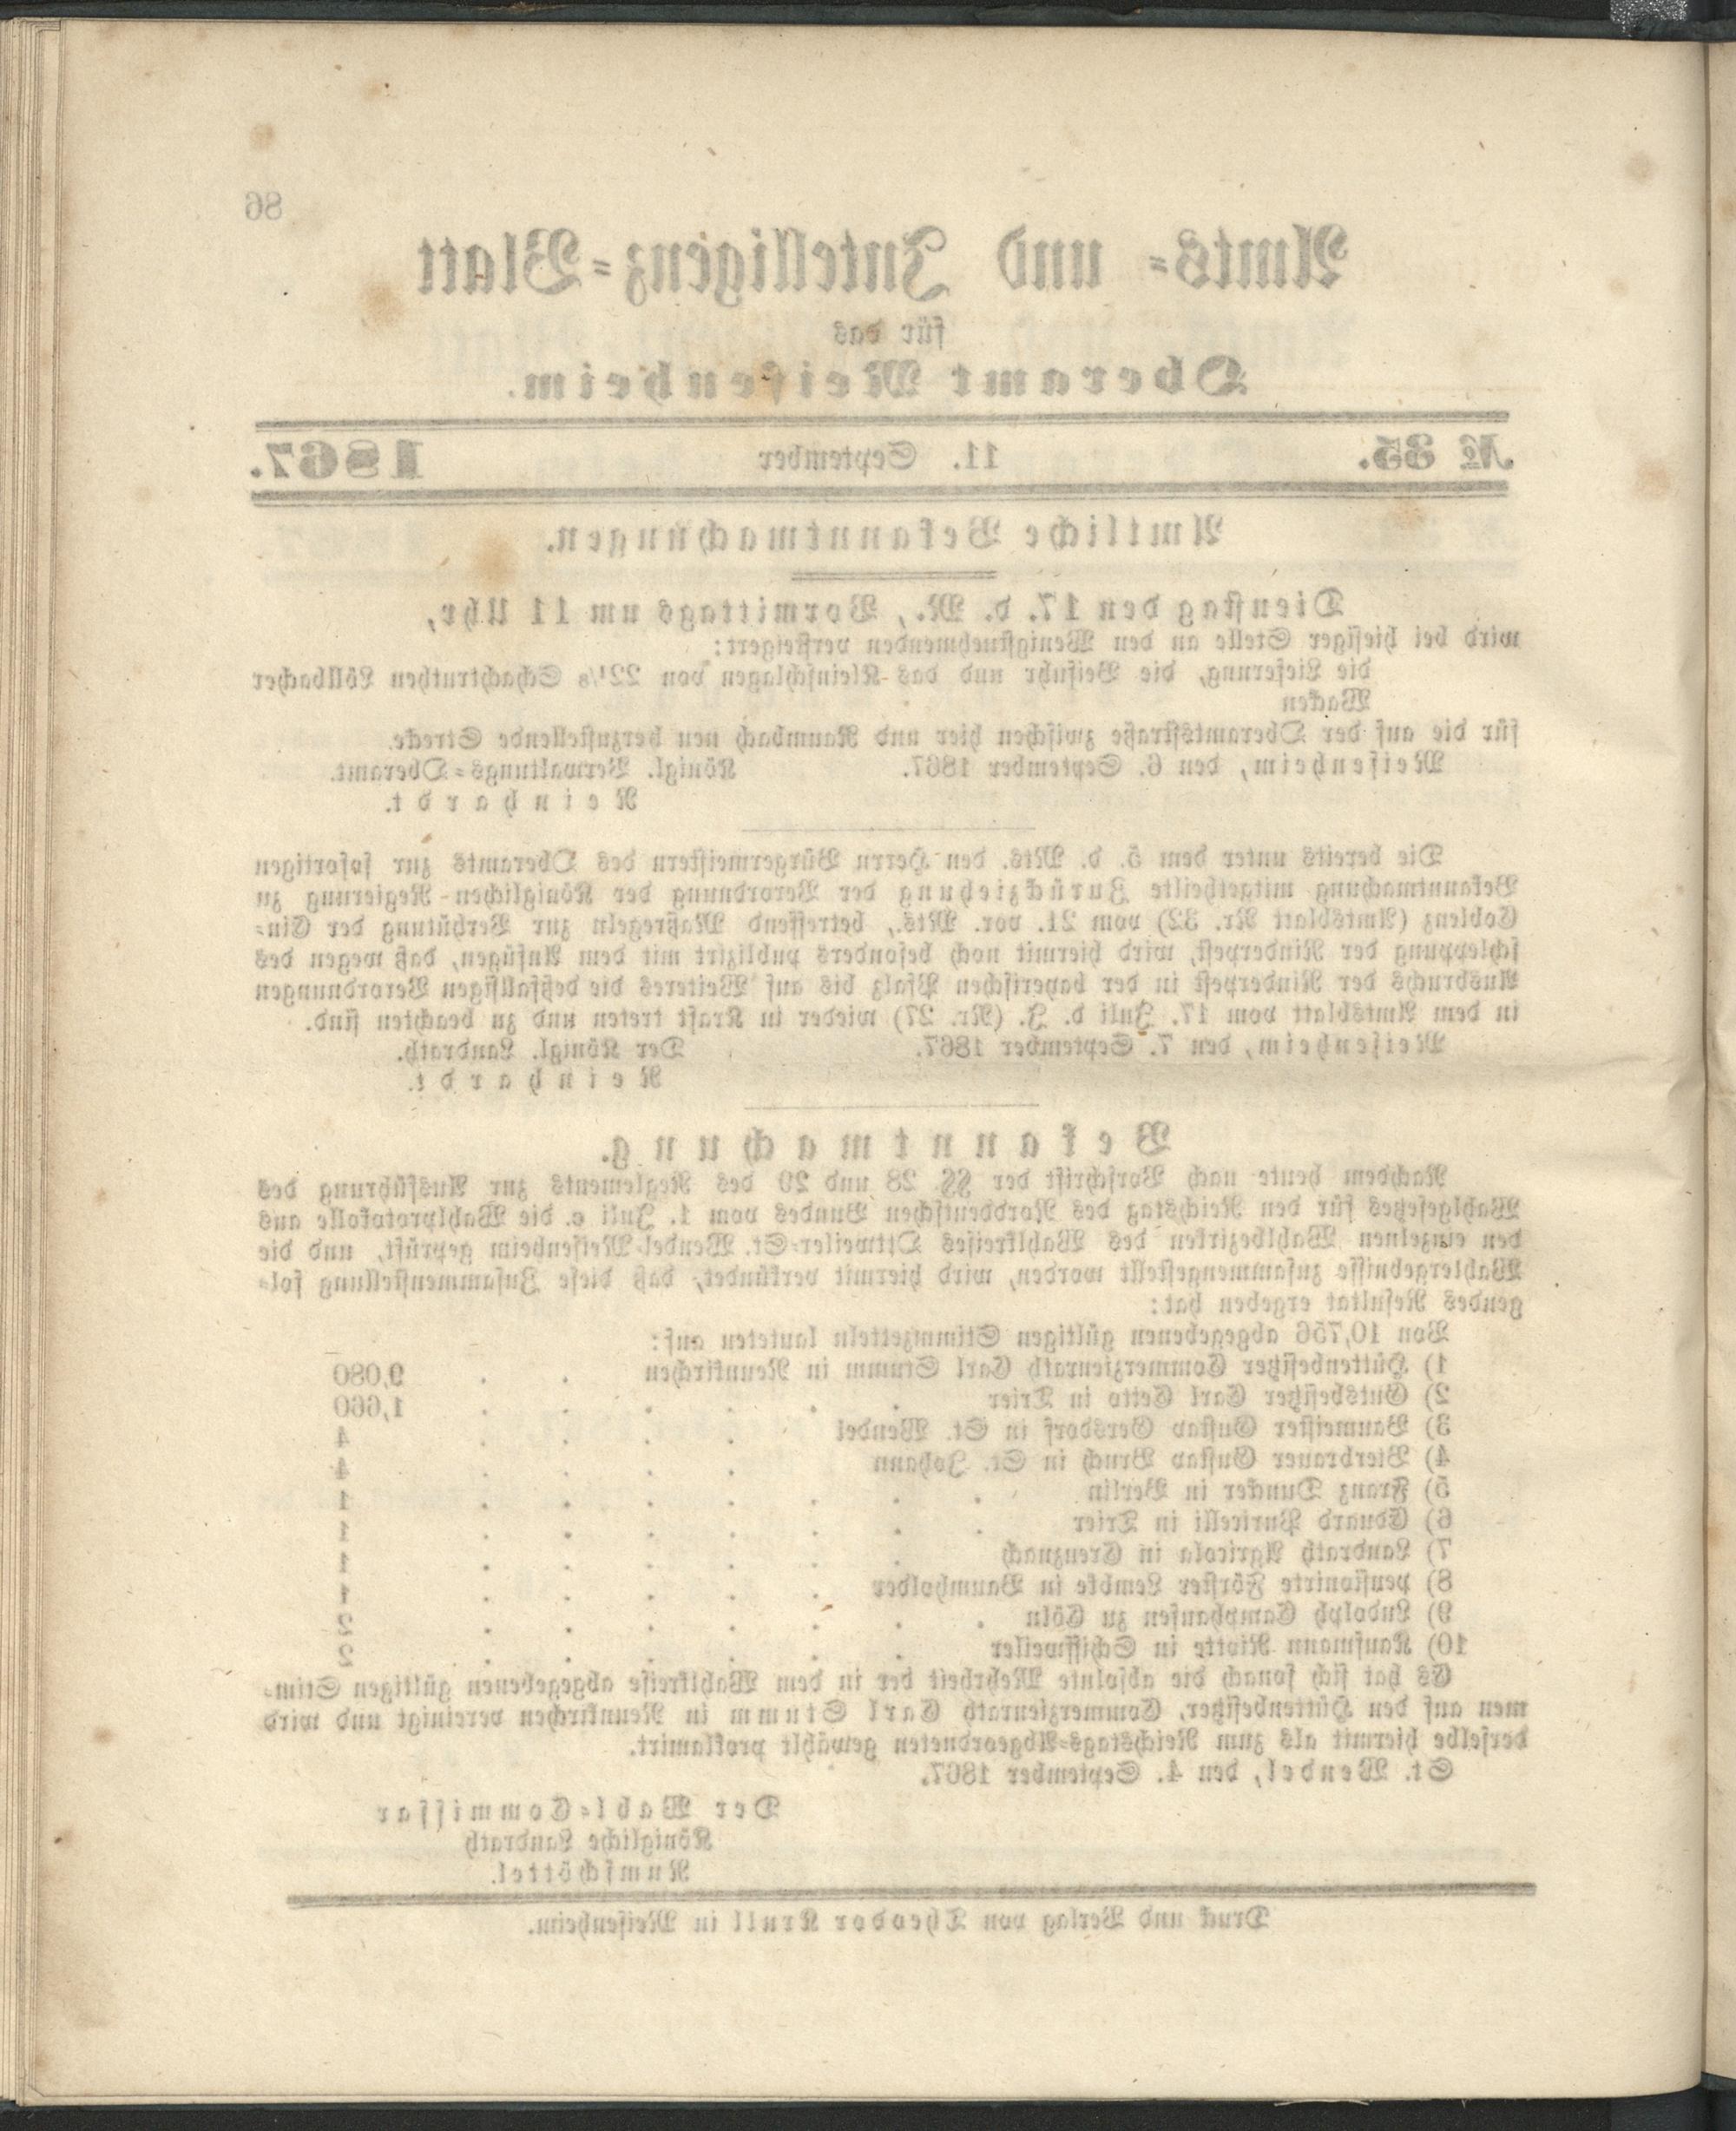 86
Amts- und Intelligenz-Blatt
für das
Oberamt Meisenheim.
№ 35. 11. September 1867.
Amtliche Bekanntmachungen.
Dienstag den 17. d. M., Vormittags um 11 Uhr,
wird bei hiesiger Stelle an den Wenigstnehmenden versteigert:
die Lieferung, die Beifuhr und das Kleinschlagen von 22⅛ Schachtruthen Löllbacher
Wacken
für die auf der Oberamtsstraße zwischen hier und Raumbach neu herzustellende Strecke.
Meisenheim, den 6. September 1867. Königl. Verwaltungs-Oberamt.
Reinhardt.
Die bereits unter dem 5. d. Mts. den Herrn Bürgermeistern des Oberamts zur sofortigen
Bekanntmachung mitgetheilte Zurückziehung der Verordnung der Königlichen Regierung zu
Coblenz (Amtsblatt Nr. 32) vom 21. vor. Mts., betreffend Maßregeln zur Verhütung der Ein-
schleppung der Rinderpest, wird hiermit noch besonders publizirt mit dem Anfügen, daß wegen des
Ausbruchs der Rinderpest in der bayerischen Pfalz bis auf Weiteres die deßfallsigen Verordnungen
in dem Amtsblatt vom 17. Juli d. J. (Nr. 27) wieder in Kraft treten und zu beachten sind.
Meisenheim, den 7. September 1867. Der Königl. Landrath.
Reinhardt.
Bekanntmachung.
Nachdem heute nach Vorschrift der §§. 28 und 29 des Reglements zur Ausführung des
Wahlgesetzes für den Reichstag des Norddeutschen Bundes vom 1. Juli c. die Wahlprotokolle aus
den einzelnen Wahlbezirken des Wahlkreises Ottweiler-St. Wendel-Meisenheim geprüft, und die
Wahlergebnisse zusammengestellt worden, wird hiermit verkündet, daß diese Zusammenstellung fol-
gendes Resultat ergeben hat:
Von 10,756 abgegebenen gültigen Stimmzetteln lauteten auf:
1) Hüttenbesitzer Commerzienrath Carl Stumm in Neunkirchen . . 9,080
2) Gutsbesitzer Carl Cetto in Trier . . . . . . 1,660
3) Baumeister Gustav Gersdorf in St. Wendel . . . . 4
4) Bierbrauer Gustav Bruch in St. Johann . . . . 4
5) Franz Duncker in Berlin . . . . . . . 1
6) Eduard Puricelli in Trier . . . . . . . 1
7) Landrath Agricola in Creuznach . . . . . . 1
8) pensionirte Förster Lembke in Baumholder . . . . . 1
9) Ludolph Camphausen zu Cöln . . . . . . . 2
10) Kaufmann Riotte in Schiffweiler . . . . . . 2
Es hat sich sonach die absolute Mehrheit der in dem Wahlkreise abgegebenen gültigen Stim-
men auf den Hüttenbesitzer, Commerzienrath Carl Stumm in Neunkirchen vereinigt und wird
derselbe hiermit als zum Reichstags-Abgeordneten gewählt proklamirt.
St. Wendel, den 4. September 1867.
Der Wahl-Commissar
Königliche Landrath
Rumschöttel.
Druck und Verlag von Theodor Krull in Meisenheim.